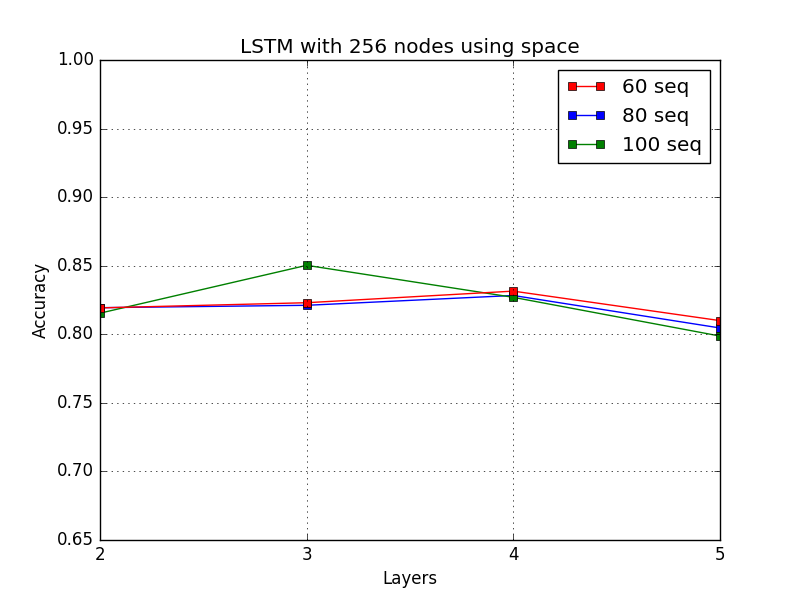 LSTM with 256 nodes using space
1.00
0.95
0.90
0.85
0.80
0.75
0.70
0.65
Accuracy
60 seq
80 seq
100 seq
2 3 4 5
Layers